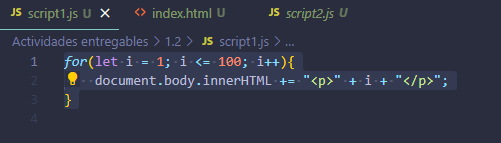 JS script1.js U × <> index.html U JS script2.js U
Actividades entregables > 1.2 > JS script1.js > ...
1 for(let i = 1; i <= 100; i++){
2 document.body.innerHTML += "<p>" + i + "</p>";
3 }
4